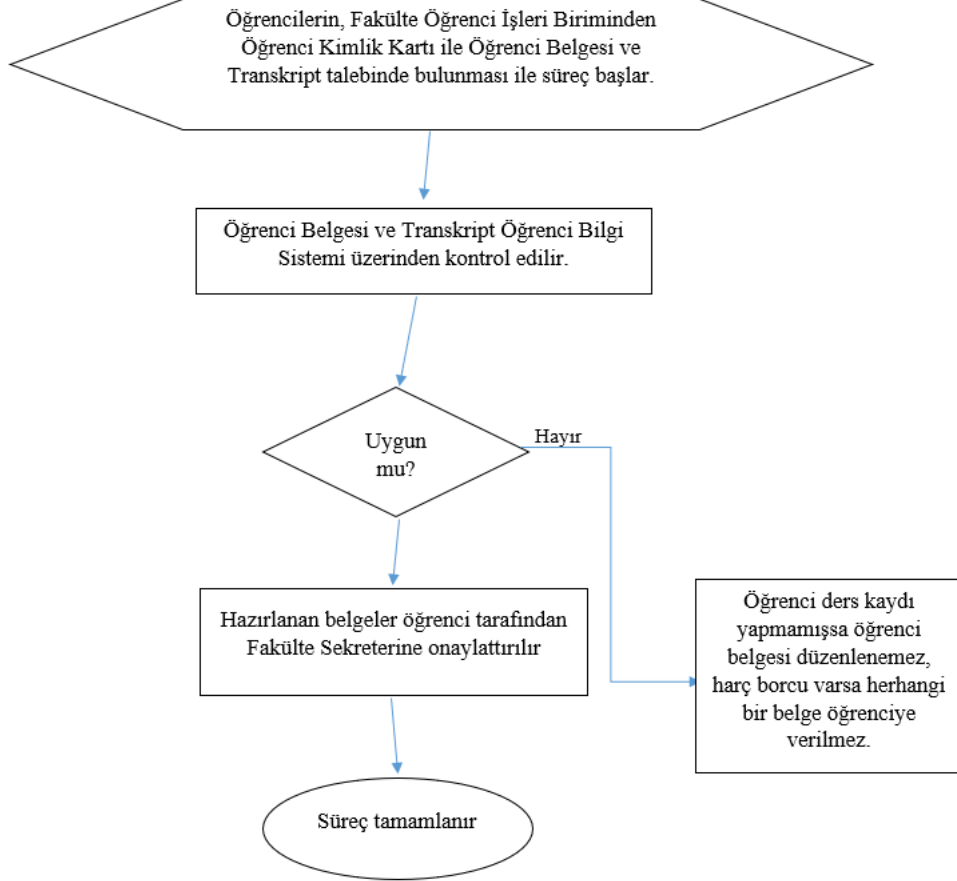 Öğrencilerin, Fakülte Öğrenci İşleri Biriminden
Öğrenci Kimlik Kartı ile Öğrenci Belgesi ve
Transkript talebinde bulunması ile süreç başlar.
Öğrenci Belgesi ve Transkript Öğrenci Bilgi
Sistemi üzerinden kontrol edilir.
Uygun
mu?
Hayır
Hazırlanan belgeler öğrenci tarafından
Fakülte Sekreterine onaylattırılır
Öğrenci ders kaydı
yapmamışsa öğrenci
belgesi düzenlenemez,
harç borcu varsa herhangi
bir belge öğrenciye
verilmez.
Süreç tamamlanır